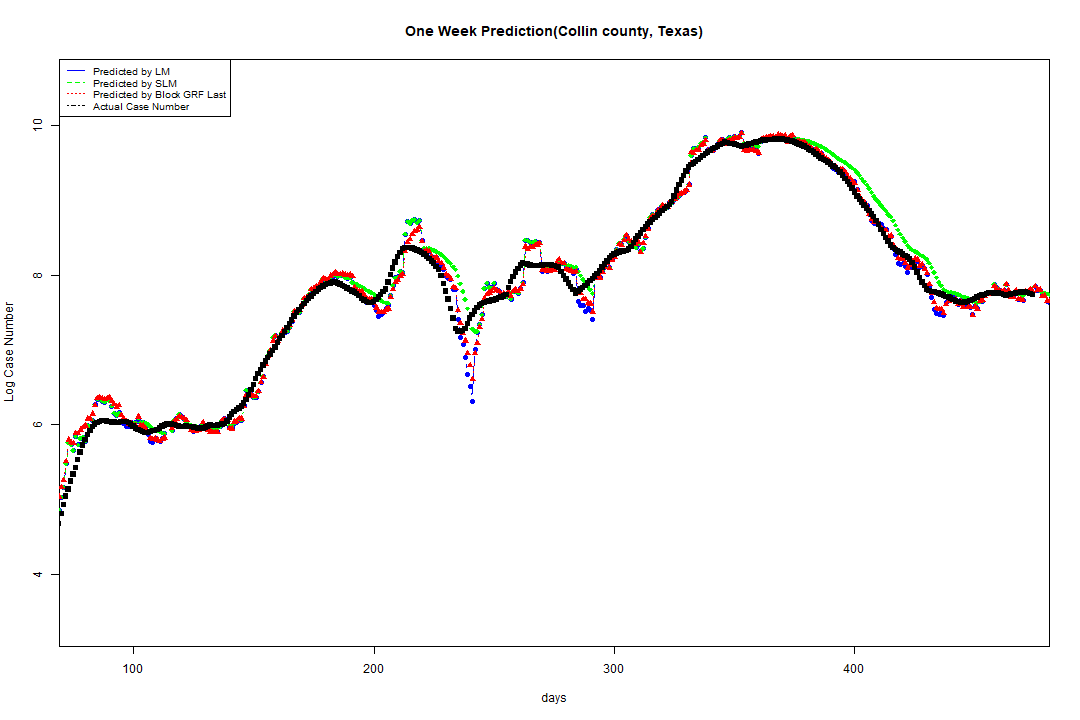 One Week Prediction(Collin county, Texas)
Predicted by LM
Predicted by SLM
Predicted by Block GRF Last
Actual Case Number
10
8
6
4
Log Case Number
100 200 300 400
days